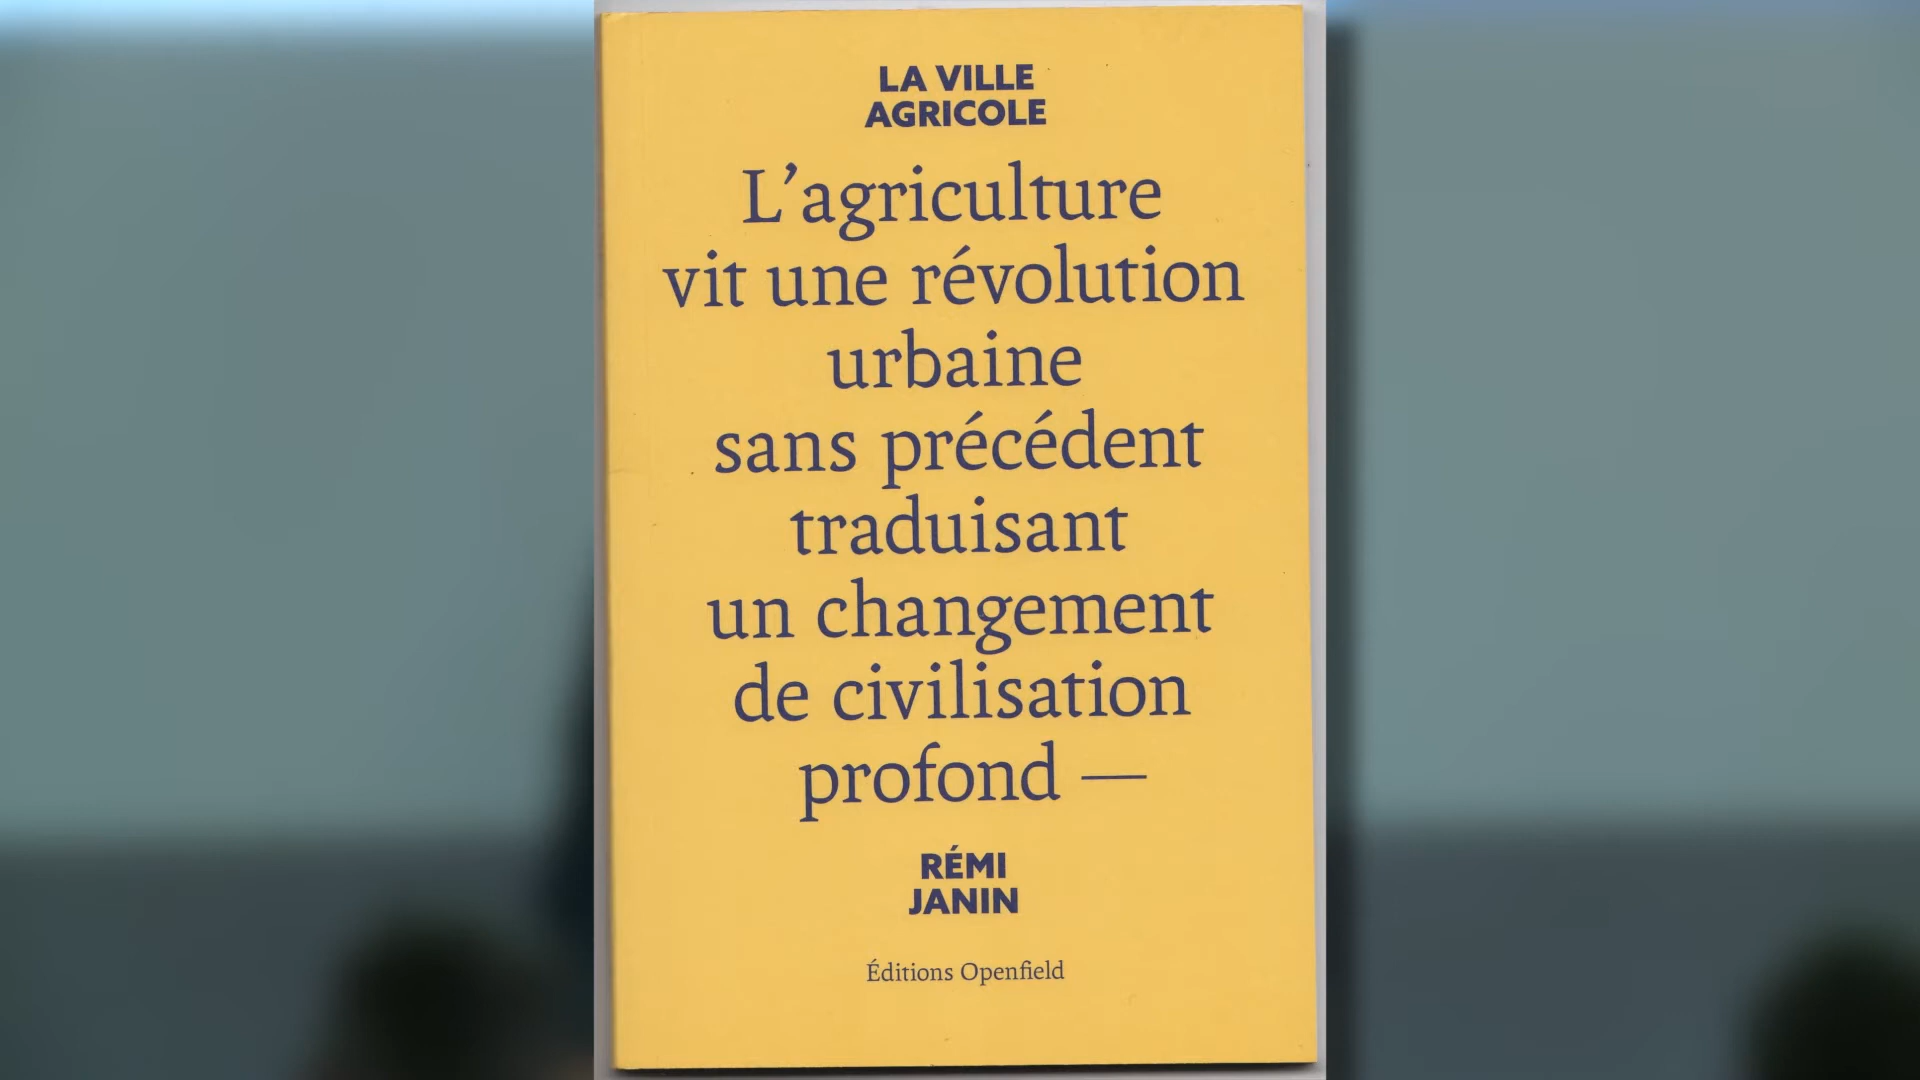 LA VILLE
AGRICOLE
L’agriculture
vit une révolution
urbaine
sans précédent
traduisant
un changement
de civilisation
profond —
RÉMI
JANIN
Éditions Openfield